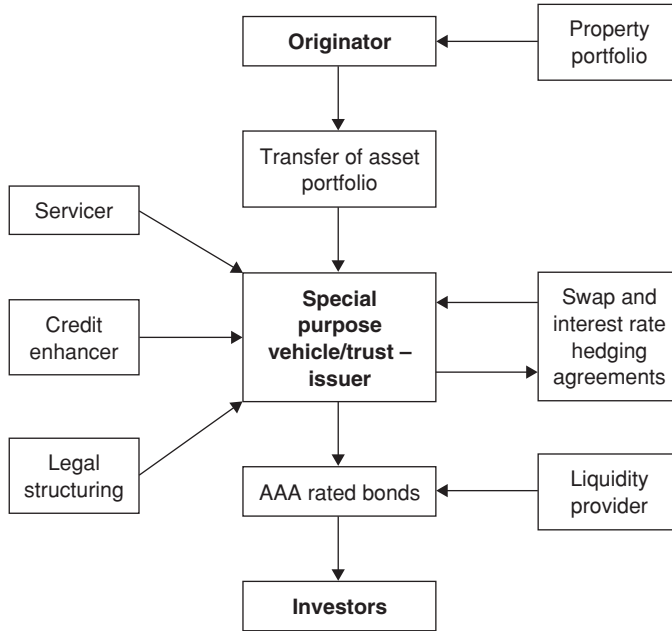 Originator
Property
portfolio
Transfer of asset
portfolio
Servicer
Special
purpose
vehicle/trust –
issuer
Swap and
interest rate
hedging
agreements
Credit
enhancer
Legal
structuring
AAA rated bonds
Liquidity
provider
Investors